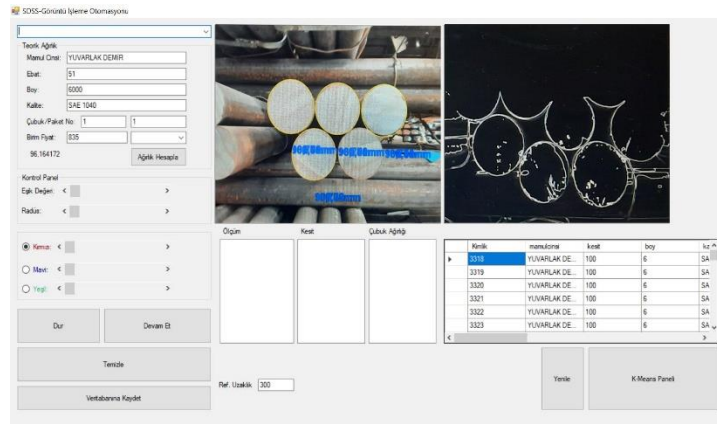 SDSS-Görüntü İşleme Otomasyonu
Teorik Ağırlık
Mamul Cinsi: YUVARLAK DEMİR
Ebat: 51
Boy: 6000
Kalite: SAE 1040
Çubuk/Paket No: 1 1
Birim Fiyat: 835
96,164172 Ağırlık Hesapla
Kontrol Panel
Eşik Değeri:
Radius:
Kırmızı:
Mavi:
Yeşil:
Dur Devam Et
Temizle
Veritabanına Kaydet
Ölçüm Kesit Çubuk Ağırlığı
Ref. Uzaklık 300
Kimlik mamulcinsi kesit boy
3318 YUVARLAK DE... 100 6 SA
3319 YUVARLAK DE... 100 6 SA
3320 YUVARLAK DE... 100 6 SA
3321 YUVARLAK DE... 100 6 SA
3322 YUVARLAK DE... 100 6 SA
3323 YUVARLAK DE... 100 6 SA
Yenile K-Means Paneli